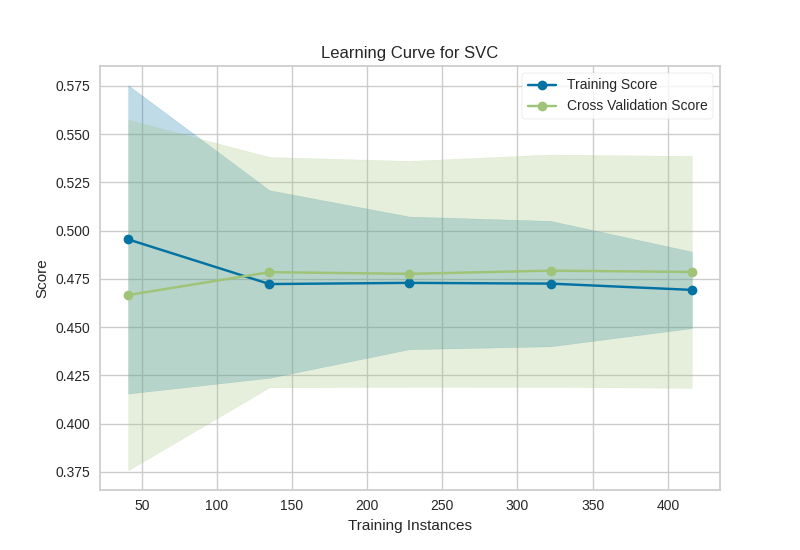 Learning Curve for SVC
Training Score
Cross Validation Score
0.575
0.550
0.525
0.500
0.475
0.450
0.425
0.400
0.375
Score
50 100 150 200 250 300 350 400
Training Instances